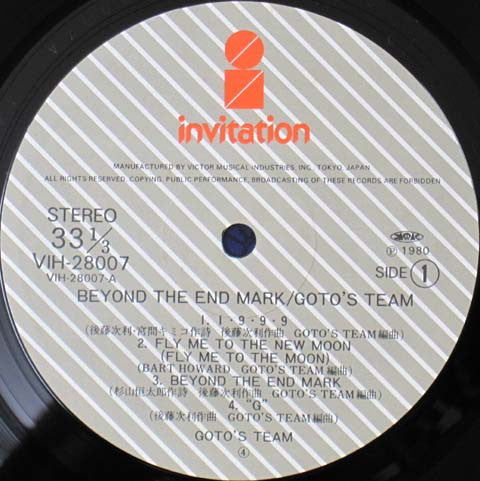 invitation
MANUFACTURED BY VICTOR MUSICAL INDUSTRIES, INC. TOKYO, JAPAN
ALL RIGHTS RESERVED. COPYING, PUBLIC PERFORMANCE, BROADCASTING OF THESE RECORDS ARE FORBIDDEN
STEREO
33 1/3
VIH-28007
VIH-28007-A
Ⓟ 1980
SIDE 1
BEYOND THE END MARK/GOTO'S TEAM
1. 1・9・9・9
(後藤次利・宮間キミコ作詩 後藤次利作曲 GOTO'S TEAM編曲)
2. FLY ME TO THE NEW MOON
(FLY ME TO THE MOON)
(BART HOWARD GOTO'S TEAM編曲)
3. BEYOND THE END MARK
(杉山恒太郎作詩 後藤次利作曲 GOTO'S TEAM編曲)
4. "G"
(後藤次利作曲 GOTO'S TEAM編曲)
GOTO'S TEAM
④